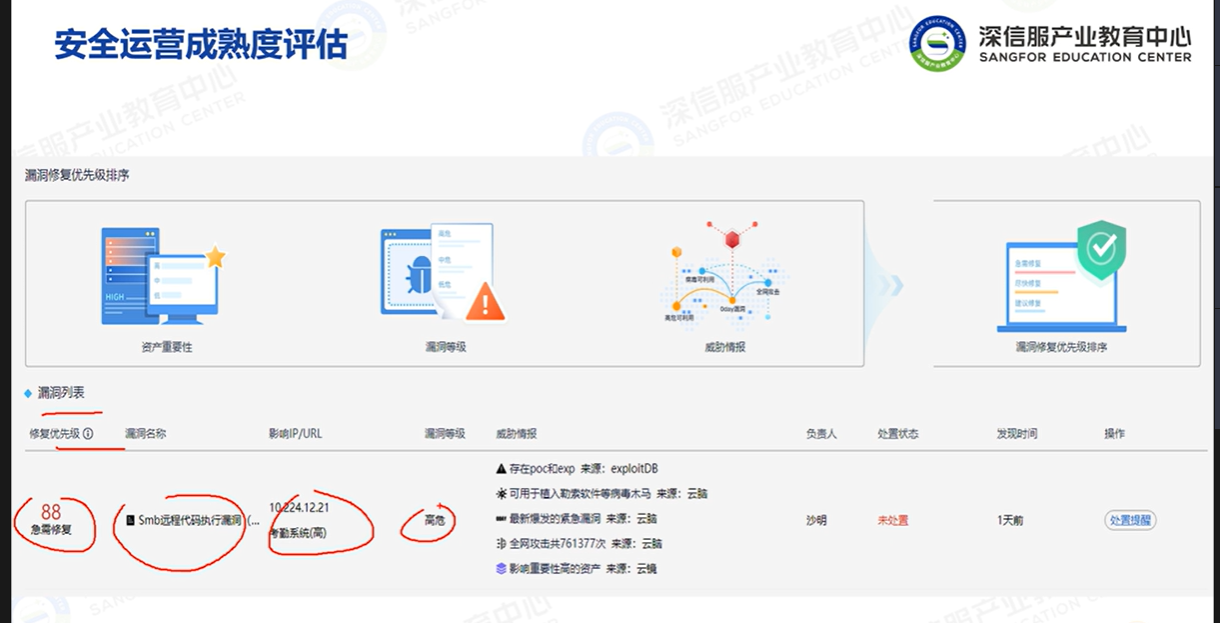 安全运营成熟度评估
深信服产业教育中心
SANGFOR EDUCATION CENTER
漏洞修复优先级排序
HIGH
高
中
低
资产重要性
高危
中危
低危
漏洞等级
病毒可利用
全网攻击
0day漏洞
高危可利用
威胁情报
急需修复
尽快修复
建议修复
漏洞修复优先级排序
漏洞列表
修复优先级 漏洞名称 影响IP/URL 漏洞等级 威胁情报 负责人 处置状态 发现时间 操作
88
急需修复
Smb远程代码执行漏洞 (...
10.224.12.21
考勤系统(高)
高危
存在poc和exp 来源：exploitDB
可用于植入勒索软件等病毒木马 来源：云脑
最新爆发的紧急漏洞 来源：云脑
全网攻击共761377次 来源：云脑
影响重要性高的资产 来源：云镜
沙明
未处置
1天前
处置提醒